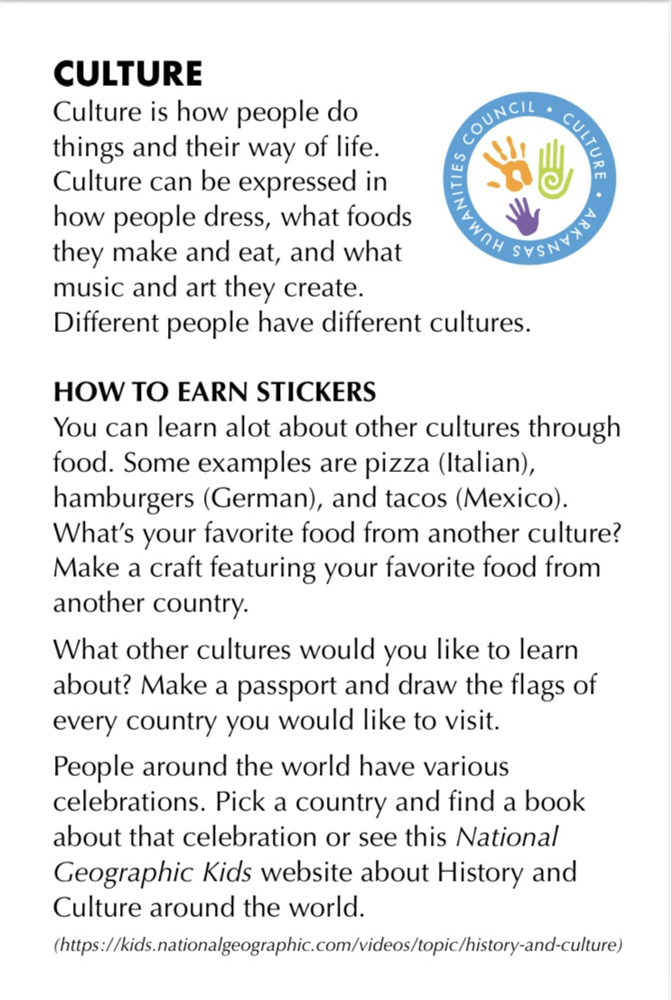 CULTURE
Culture is how people do
things and their way of life.
Culture can be expressed in
how people dress, what foods
they make and eat, and what
music and art they create.
Different people have different cultures.
HUMANITIES COUNCIL • CULTURE • ARKANSAS
HOW TO EARN STICKERS
You can learn alot about other cultures through
food. Some examples are pizza (Italian),
hamburgers (German), and tacos (Mexico).
What’s your favorite food from another culture?
Make a craft featuring your favorite food from
another country.
What other cultures would you like to learn
about? Make a passport and draw the flags of
every country you would like to visit.
People around the world have various
celebrations. Pick a country and find a book
about that celebration or see this National
Geographic Kids website about History and
Culture around the world.
(https://kids.nationalgeographic.com/videos/topic/history-and-culture)